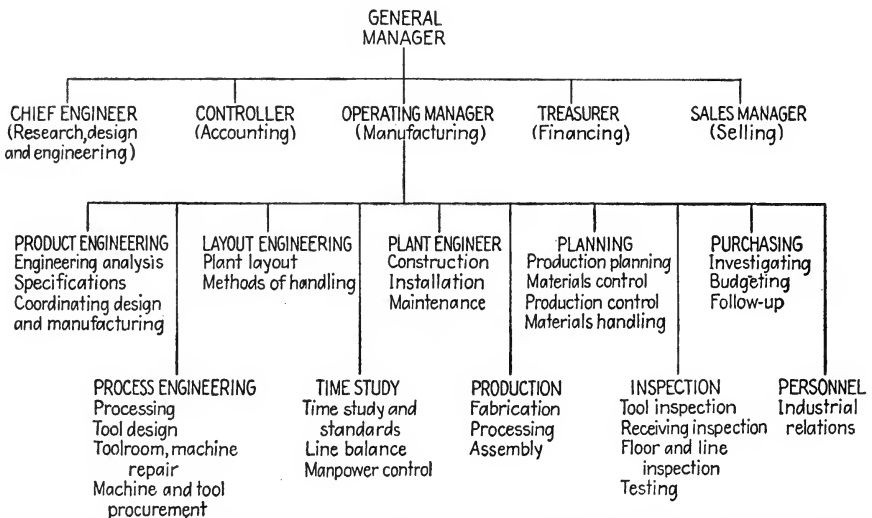 GENERAL
MANAGER
CHIEF ENGINEER
(Research, design
and engineering)
CONTROLLER
(Accounting)
OPERATING MANAGER
(Manufacturing)
TREASURER
(Financing)
SALES MANAGER
(Selling)
PRODUCT ENGINEERING
Engineering analysis
Specifications
Coordinating design
and manufacturing
LAYOUT ENGINEERING
Plant layout
Methods of handling
PLANT ENGINEER
Construction
Installation
Maintenance
PLANNING
Production planning
Materials control
Production control
Materials handling
PURCHASING
Investigating
Budgeting
Follow-up
PROCESS ENGINEERING
Processing
Tool design
Toolroom, machine
repair
Machine and tool
procurement
TIME STUDY
Time study and
standards
Line balance
Manpower control
PRODUCTION
Fabrication
Processing
Assembly
INSPECTION
Tool inspection
Receiving inspection
Floor and line
inspection
Testing
PERSONNEL
Industrial
relations